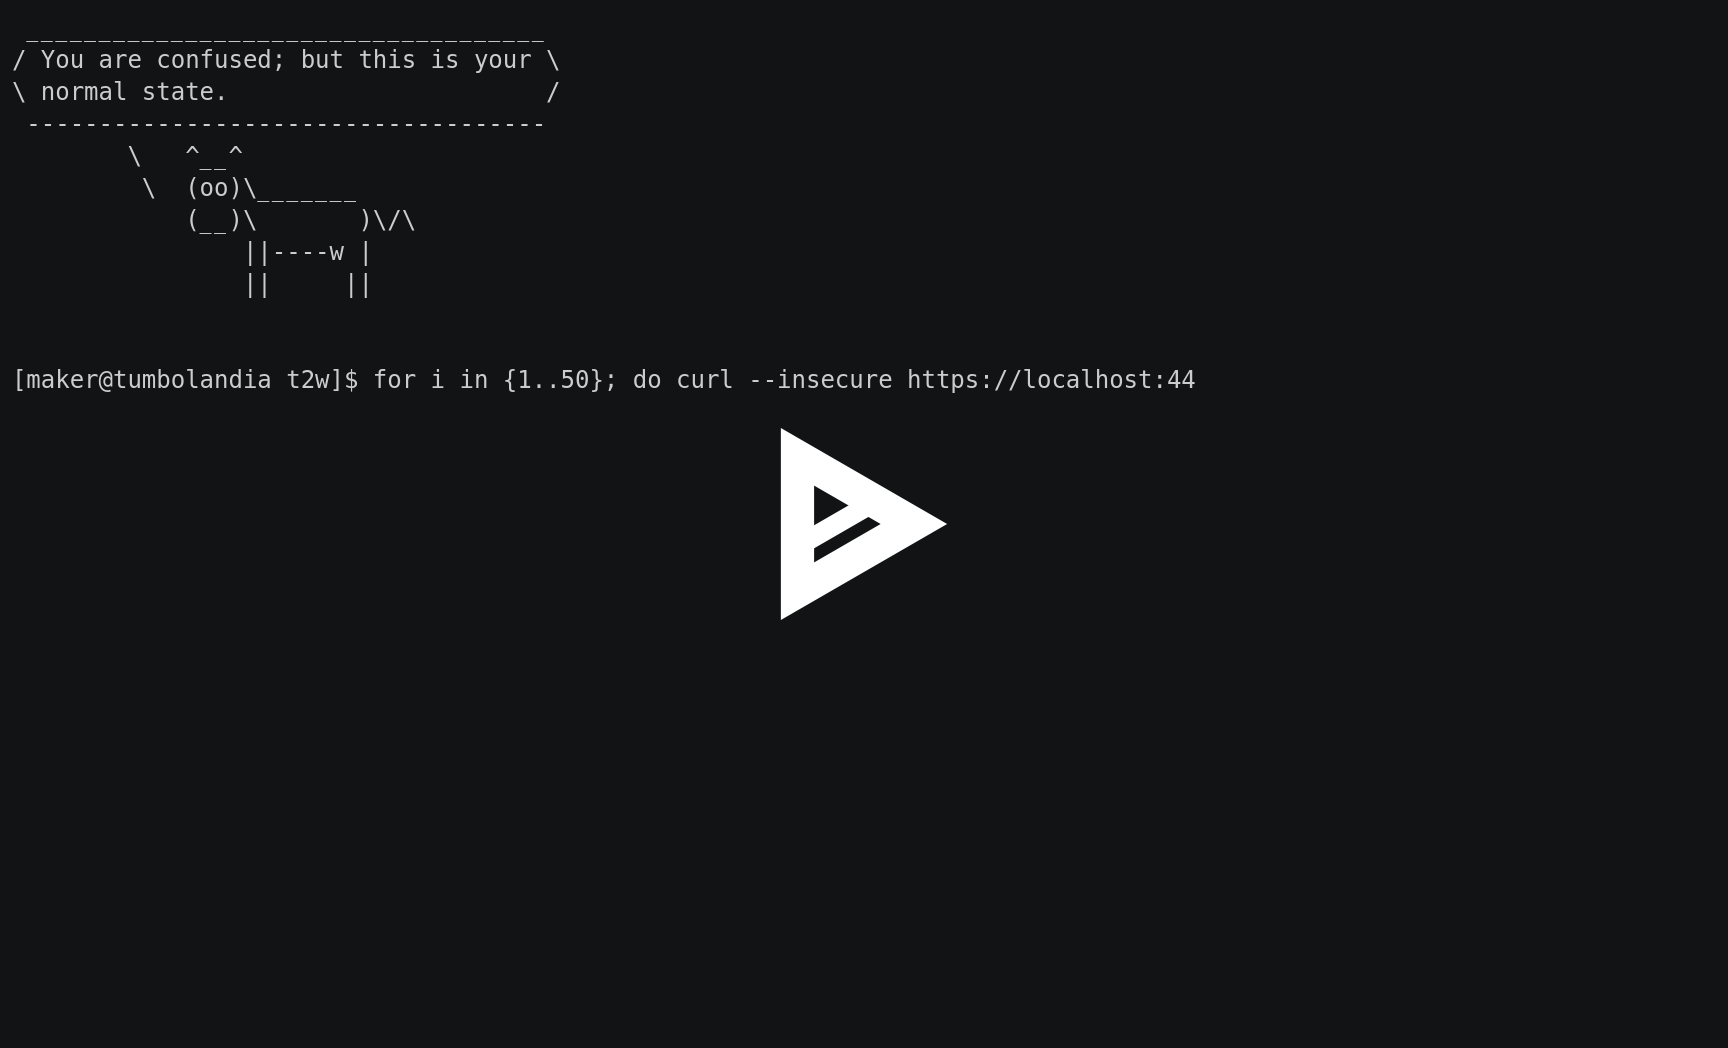 ____________________________________
/ You are confused; but this is your \
\ normal state.                      /
 ------------------------------------
        \   ^__^
         \  (oo)\_______
            (__)\       )\/\
                ||----w |
                ||     ||
[maker@tumbolandia t2w]$ for i in {1..50}; do curl --insecure https://localhost:44